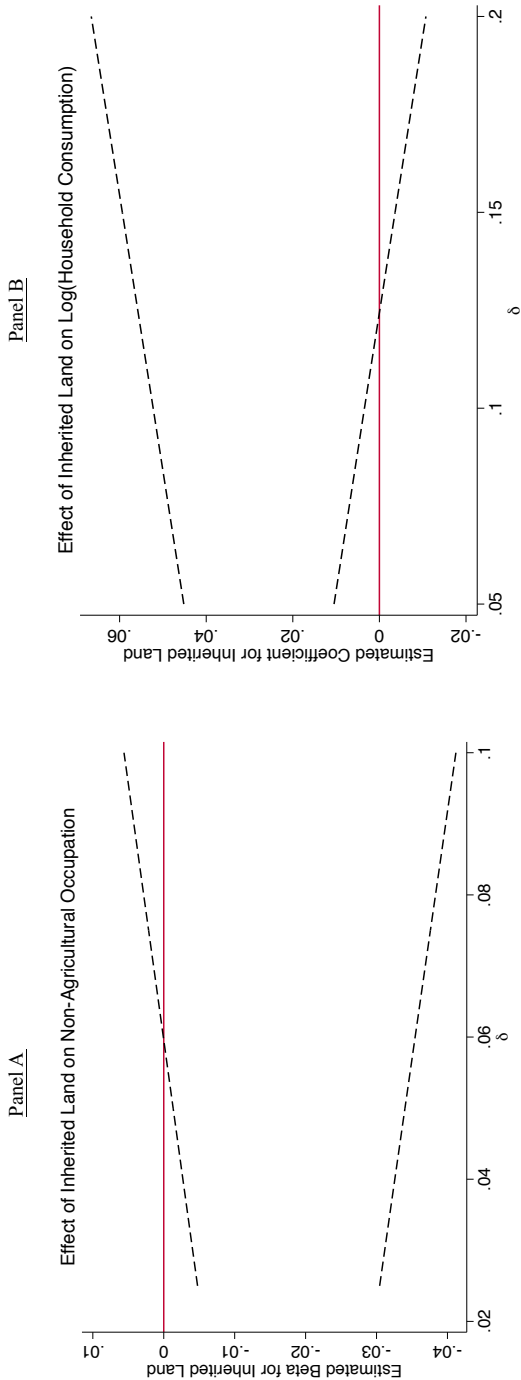 Panel A
Effect of Inherited Land on Non-Agricultural Occupation
Estimated Beta for Inherited Land
.01
0
-.01
-.02
-.03
-.04
.02
.04
.06
.08
.1
δ
Panel B
Effect of Inherited Land on Log(Household Consumption)
Estimated Coefficient for Inherited Land
.06
.04
.02
0
-.02
.05
.1
.15
.2
δ